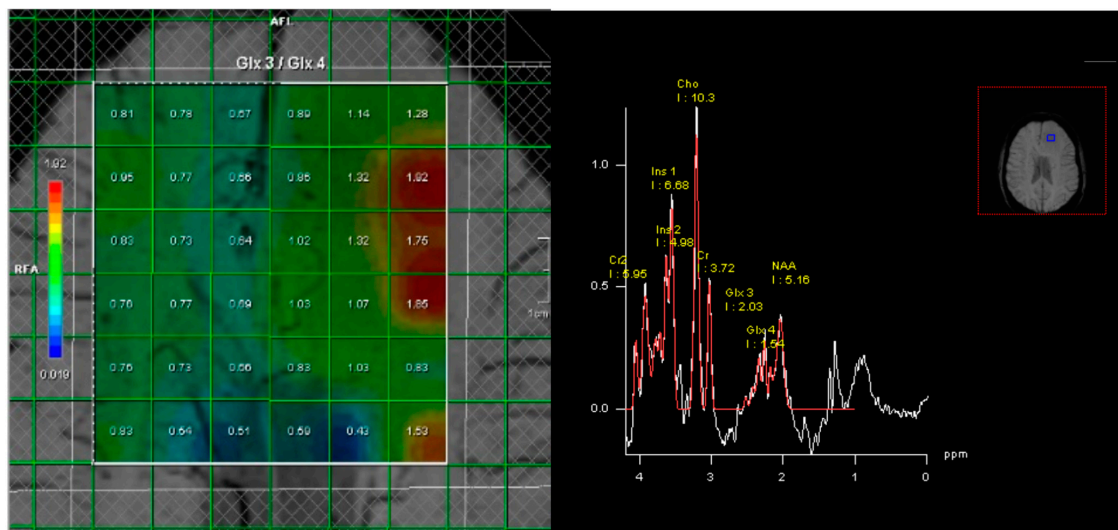 AFL
Glx 3 / Glx 4
0.81 0.78 0.67 0.89 1.14 1.28
1.92
0.95 0.77 0.66 0.96 1.32 1.92
0.83 0.73 0.64 1.02 1.32 1.75
RFA
0.76 0.77 0.69 1.03 1.07 1.85
1cm
0.76 0.73 0.66 0.83 1.03 0.83
0.019
0.83 0.54 0.51 0.59 0.43 1.53
Cho
I : 10.3
1.0
Ins 1
I : 6.68
Ins 2
I : 4.98
Cr2
I : 5.95
Cr
I : 3.72
NAA
I : 5.16
0.5
Glx 3
I : 2.03
Glx 4
I : 1.54
0.0
ppm
4 3 2 1 0